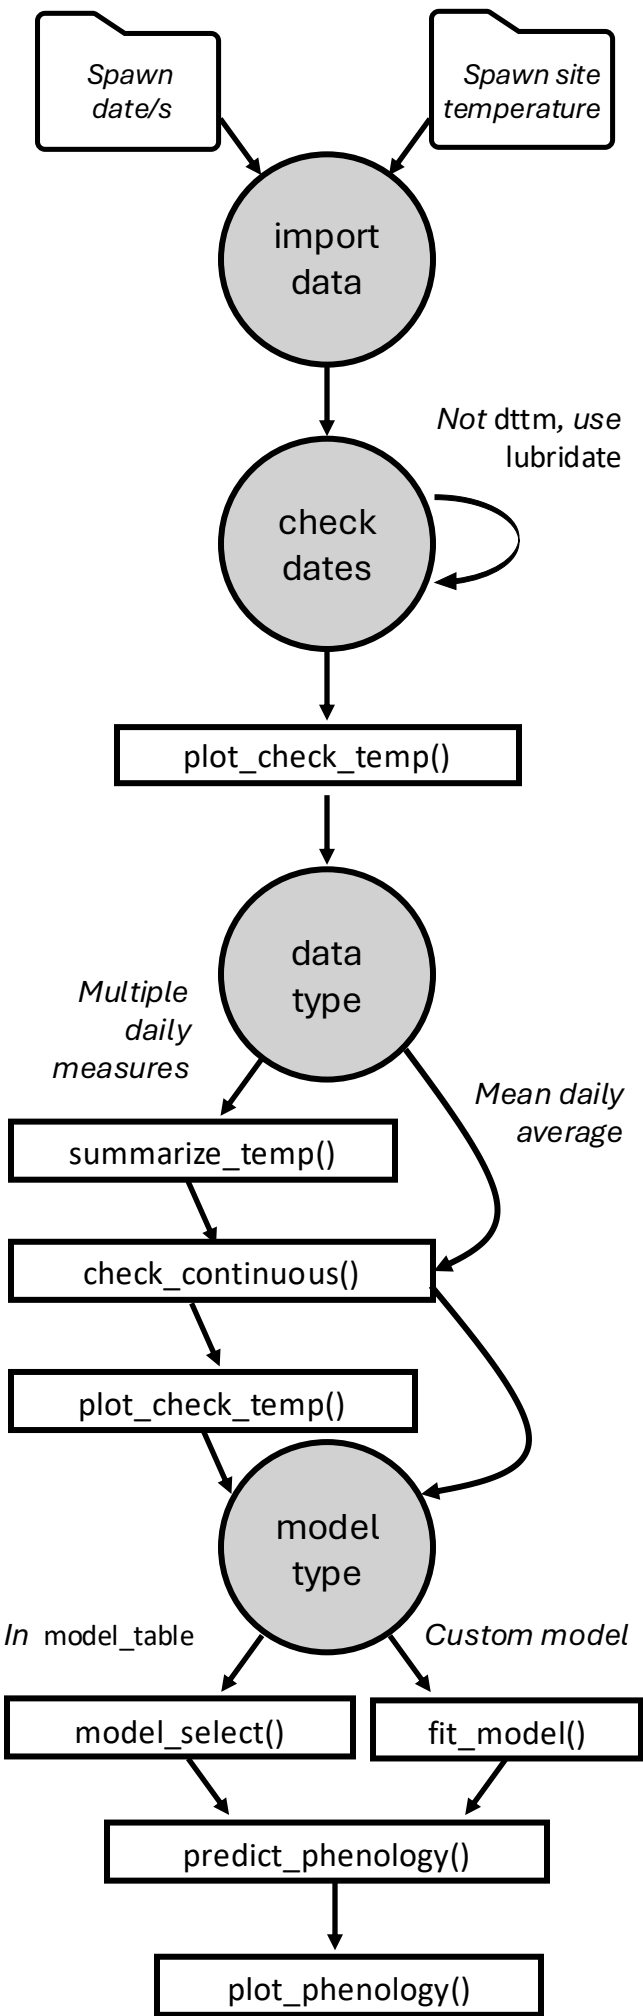 Spawn
date/s
Spawn site
temperature
import
data
Not dttm, use
lubridate
check
dates
plot_check_temp()
data
type
Multiple
daily
measures
Mean daily
average
summarize_temp()
check_continuous()
plot_check_temp()
model
type
In model_table
Custom model
model_select()
fit_model()
predict_phenology()
plot_phenology()